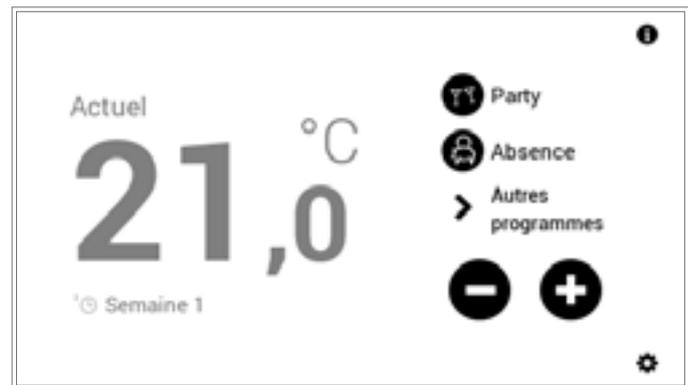 Actuel
21,0 °C
Semaine 1
Party
Absence
Autres
programmes